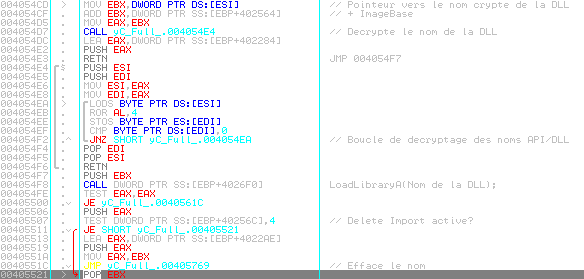 004054CD MOV EBX,DWORD PTR DS:[ESI] // Pointeur vers le nom crypte de la DLL
ADD EBX,DWORD PTR SS:[EBP+402564] // + ImageBase
004054D5 MOV EAX,EBX
004054D7 CALL yC_Full_.004054E4 // Decrypte le nom de la DLL
004054DC LEA EAX,DWORD PTR SS:[EBP+402284]
004054E2 PUSH EAX
004054E3 RETN JMP 004054F7
004054E4 PUSH ESI
004054E5 PUSH EDI
004054E6 MOV ESI,EAX
004054E8 MOV EDI,EAX
004054EA LODS BYTE PTR DS:[ESI]
004054EB ROR AL,4
004054EE STOS BYTE PTR ES:[EDI]
004054EF CMP BYTE PTR DS:[EDI],0
004054F2 JNZ SHORT yC_Full_.004054EA // Boucle de decryptage des noms API/DLL
004054F4 POP EDI
004054F5 POP ESI
004054F6 RETN
004054F7 PUSH EBX
004054F8 CALL DWORD PTR SS:[EBP+4026F0] LoadLibraryA(Nom de la DLL);
004054FE TEST EAX,EAX
00405500 JE yC_Full_.0040561C
00405506 PUSH EAX
00405507 TEST DWORD PTR SS:[EBP+40256C],4 // Delete Import active?
00405511 JE SHORT yC_Full_.00405521
00405513 LEA EAX,DWORD PTR SS:[EBP+4022AE]
00405519 PUSH EAX
0040551A MOV EAX,EBX
0040551C JMP yC_Full_.00405769 // Efface le nom
00405521 POP EBX